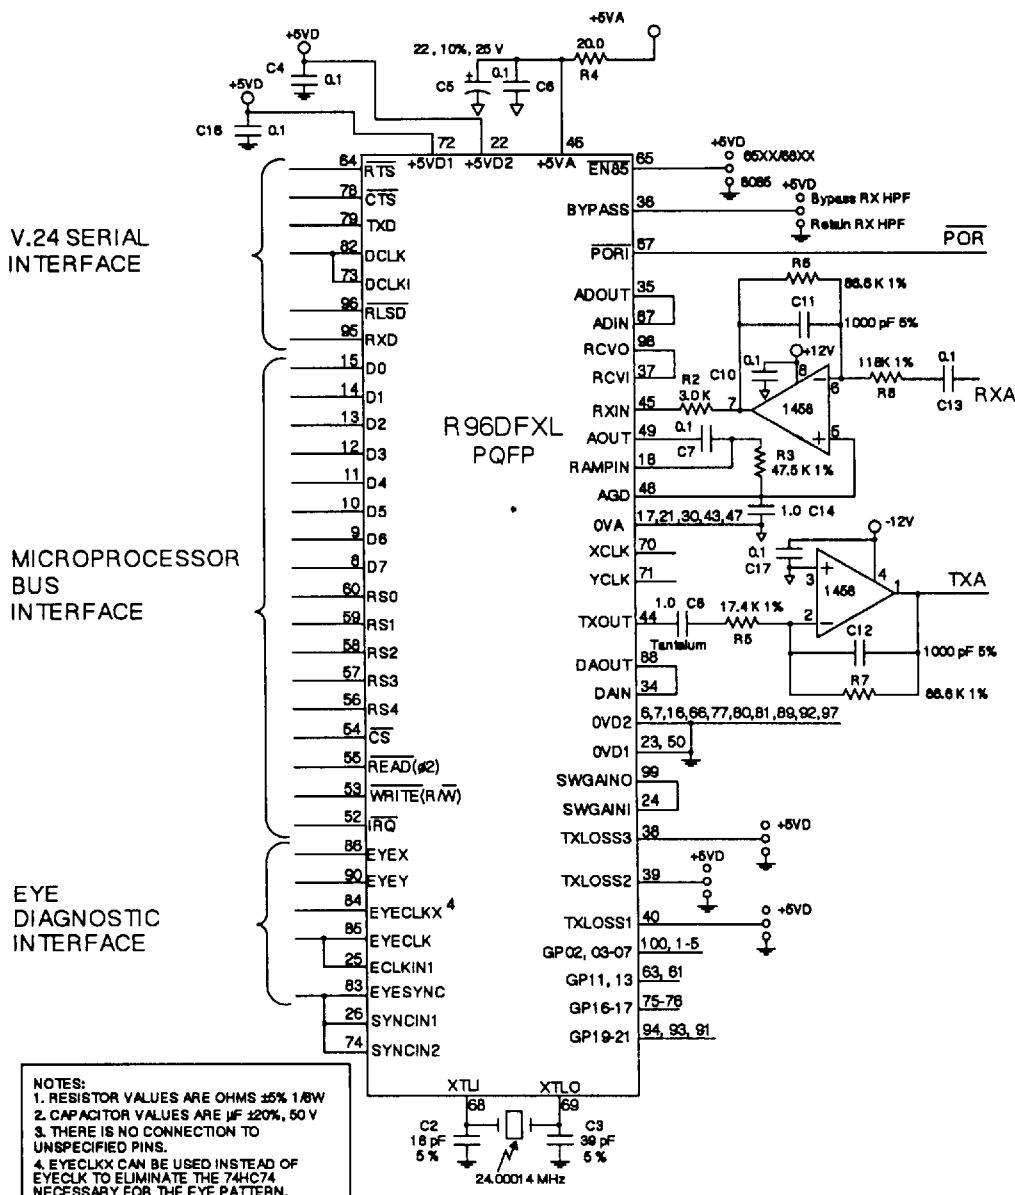 +5VA
+5VD
22, 10%, 25 V
20.0
R4
C4
0.1
C5
+
0.1
C6
+5VD
C16
0.1
72
22
46
+5VD1
+5VD2
+5VA
V.24 SERIAL
INTERFACE
64 RTS
78 CTS
79 TXD
82 DCLK
73 DCLKI
96 RLSD
95 RXD
MICROPROCESSOR
BUS
INTERFACE
15 D0
14 D1
13 D2
12 D3
11 D4
10 D5
9 D6
8 D7
60 RS0
59 RS1
58 RS2
57 RS3
56 RS4
54 CS
55 READ(ø2)
53 WRITE(R/W)
52 IRQ
EYE
DIAGNOSTIC
INTERFACE
86 EYEX
90 EYEY
84 EYECLKX 4
85 EYECLK
25 ECLKIN1
83 EYESYNC
26 SYNCIN1
74 SYNCIN2
R96DFXL
PQFP
EN85 65
+5VD
65XX/68XX
8085
BYPASS 36
+5VD
Bypass RX HPF
Retain RX HPF
PORI 67
POR
ADOUT 35
ADIN 87
RCVO 98
RCVI 37
RXIN 45
AOUT 49
RAMPIN 18
AGD 48
0VA 17,21,30,43,47
XCLK 70
YCLK 71
TXOUT 44
DAOUT 88
DAIN 34
0VD2 6,7,16,66,77,80,81,89,92,97
0VD1 23, 50
SWGAINO 99
SWGAINI 24
TXLOSS3 38
+5VD
TXLOSS2 39
+5VD
TXLOSS1 40
+5VD
GP02, 03-07 100, 1-5
GP11, 13 63, 61
GP16-17 75-76
GP19-21 94, 93, 91
R6
86.6 K 1%
C11
1000 pF 5%
+12V
0.1
C10
8
R2
3.0 K
7
1458
−
6
+
5
118K 1%
R8
0.1
C13
RXA
0.1
C7
R3
47.5 K 1%
1.0 C14
-12V
0.1
C17
3
+
4
1458
1
TXA
2
−
1.0 C8
Tantalum
17.4 K 1%
R5
C12
1000 pF 5%
R7
86.6 K 1%
XTLI
XTLO
68
69
C2
18 pF
5 %
C3
39 pF
5 %
24.00014 MHz
NOTES:
1. RESISTOR VALUES ARE OHMS ±5% 1/8W
2. CAPACITOR VALUES ARE µF ±20%, 50 V
3. THERE IS NO CONNECTION TO
UNSPECIFIED PINS.
4. EYECLKX CAN BE USED INSTEAD OF
EYECLK TO ELIMINATE THE 74HC74
NECESSARY FOR THE EYE PATTERN.